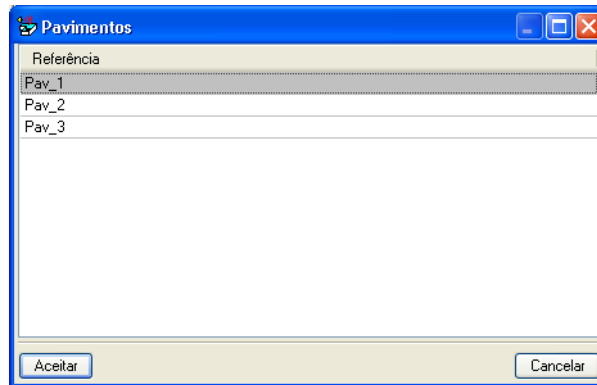 Pavimentos
Referência
Pav_1
Pav_2
Pav_3
Aceitar
Cancelar